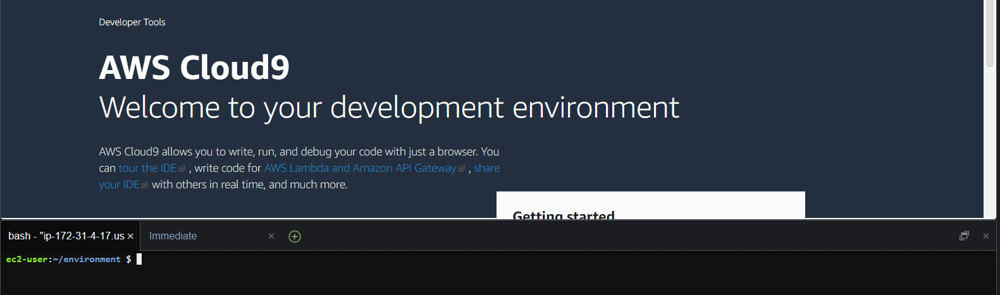 Developer Tools
AWS Cloud9
Welcome to your development environment
AWS Cloud9 allows you to write, run, and debug your code with just a browser. You
can tour the IDE , write code for AWS Lambda and Amazon API Gateway , share
your IDE with others in real time, and much more.
Getting started
bash - "ip-172-31-4-17.us
Immediate
ec2-user:~/environment $